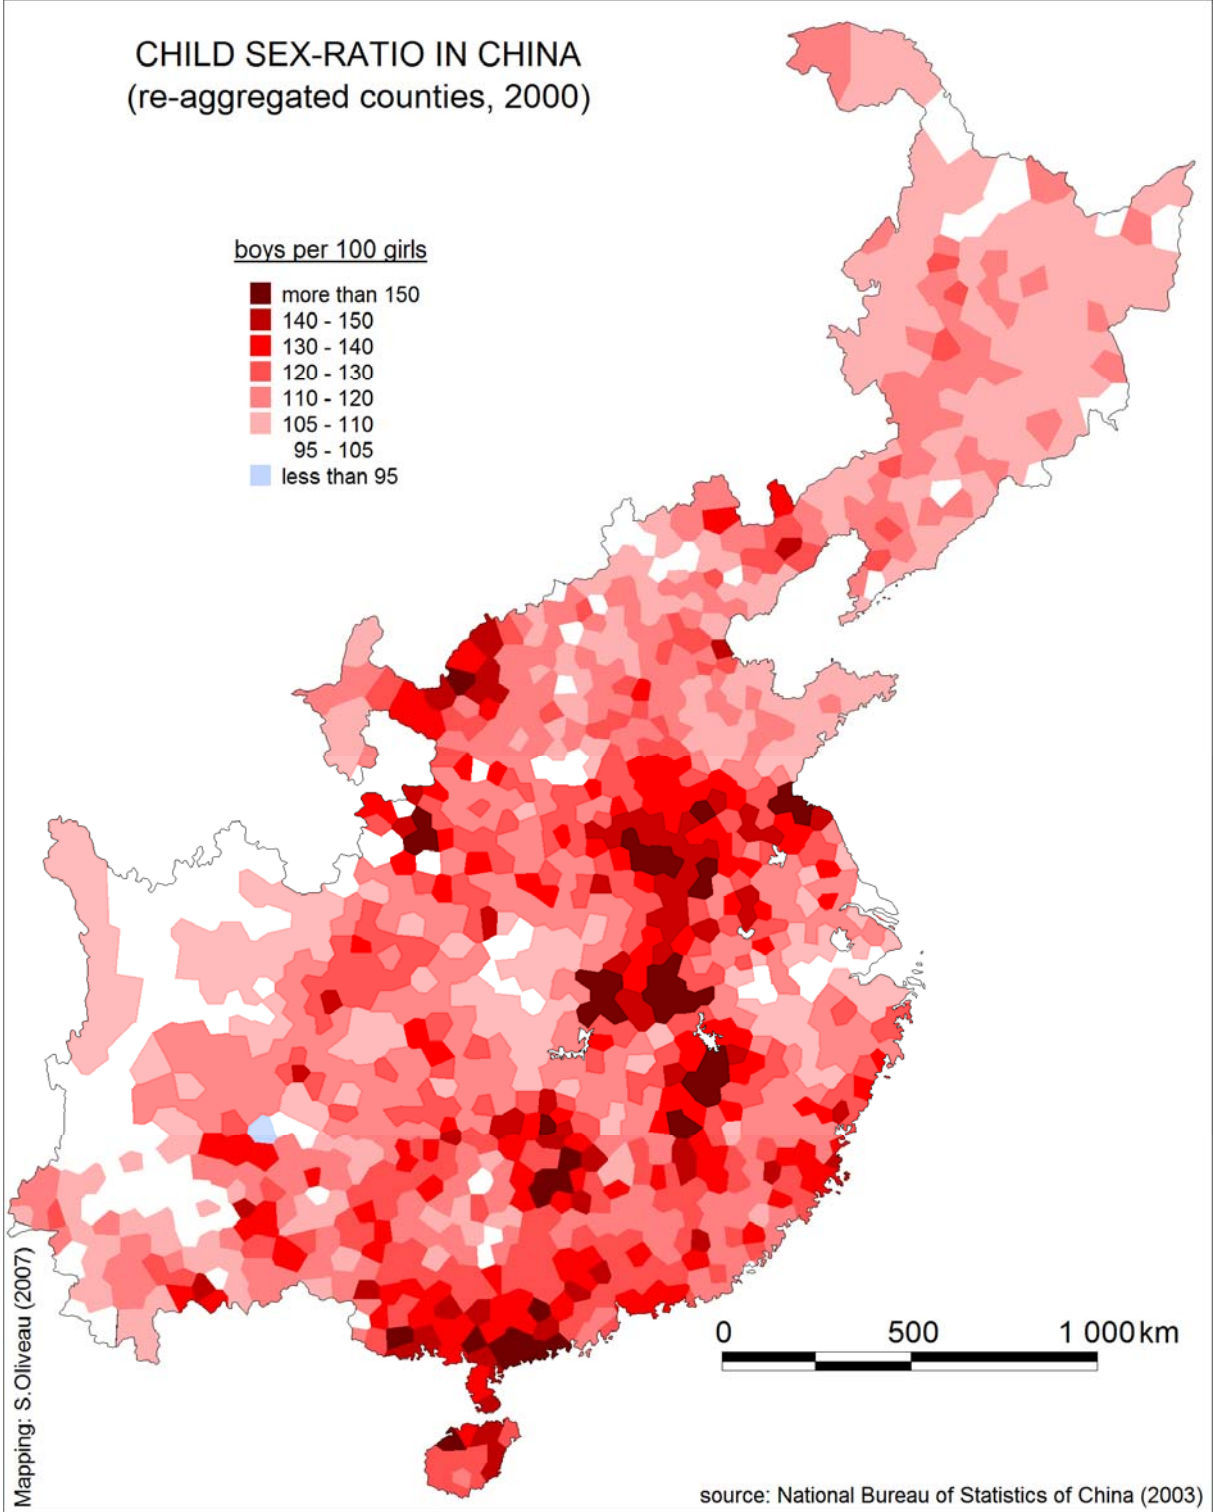 CHILD SEX-RATIO IN CHINA
(re-aggregated counties, 2000)
boys per 100 girls
more than 150
140 - 150
130 - 140
120 - 130
110 - 120
105 - 110
95 - 105
less than 95
0 500 1 000 km
Mapping: S.Oliveau (2007)
source: National Bureau of Statistics of China (2003)